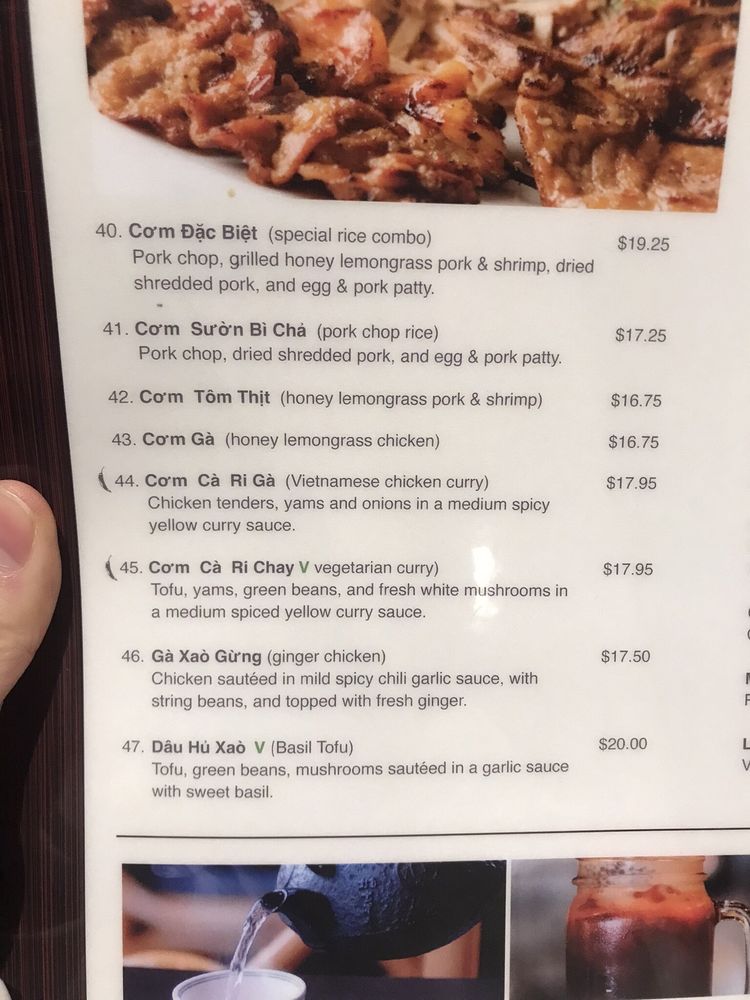 40. Cơm Đặc Biệt (special rice combo) $19.25
Pork chop, grilled honey lemongrass pork & shrimp, dried
shredded pork, and egg & pork patty.
41. Cơm Sườn Bì Chả (pork chop rice) $17.25
Pork chop, dried shredded pork, and egg & pork patty.
42. Cơm Tôm Thịt (honey lemongrass pork & shrimp) $16.75
43. Cơm Gà (honey lemongrass chicken) $16.75
44. Cơm Cà Ri Gà (Vietnamese chicken curry) $17.95
Chicken tenders, yams and onions in a medium spicy
yellow curry sauce.
45. Cơm Cà Ri Chay V vegetarian curry) $17.95
Tofu, yams, green beans, and fresh white mushrooms in
a medium spiced yellow curry sauce.
46. Gà Xaò Gừng (ginger chicken) $17.50
Chicken sautéed in mild spicy chili garlic sauce, with
string beans, and topped with fresh ginger.
47. Dâu Hủ Xaò V (Basil Tofu) $20.00
Tofu, green beans, mushrooms sautéed in a garlic sauce
with sweet basil.